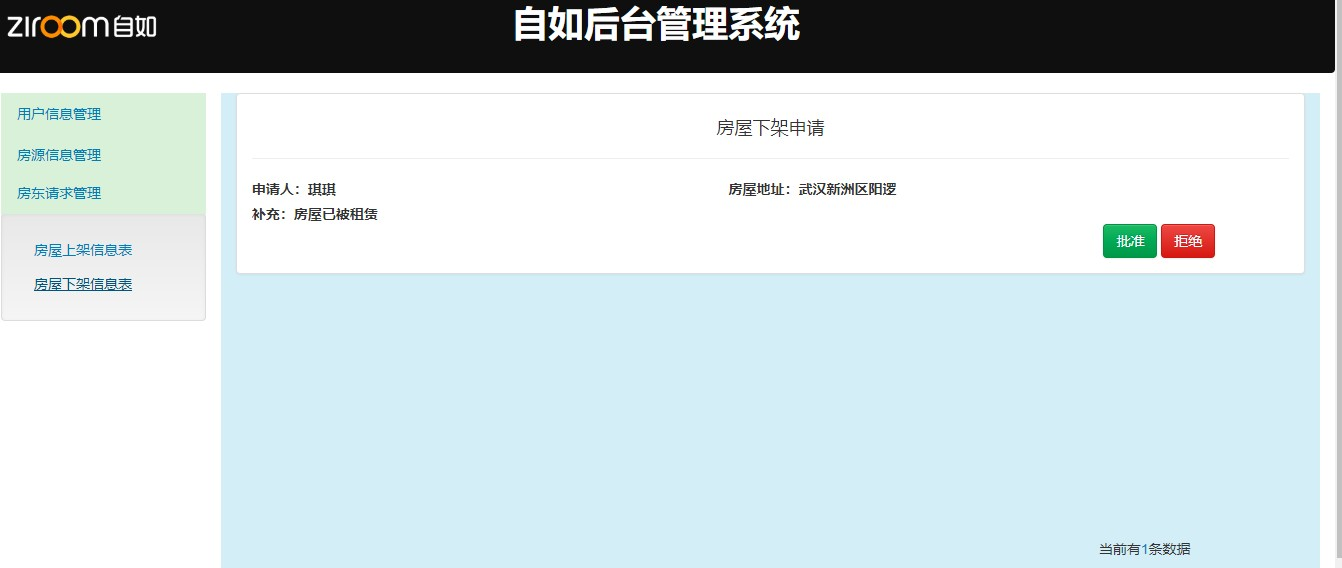 ziroom自如
自如后台管理系统
用户信息管理
房源信息管理
房东请求管理
房屋上架信息表
房屋下架信息表
房屋下架申请
申请人：琪琪
房屋地址：武汉新洲区阳逻
补充：房屋已被租赁
批准
拒绝
当前有1条数据